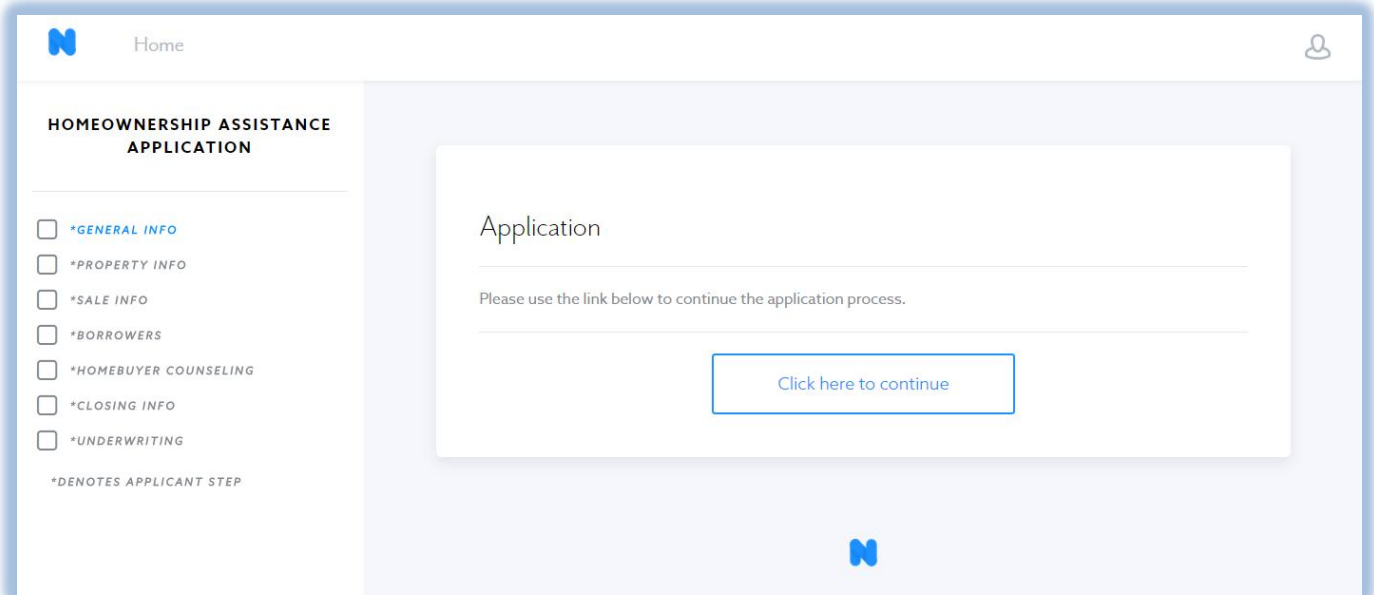 Home
HOMEOWNERSHIP ASSISTANCE
APPLICATION
*GENERAL INFO
*PROPERTY INFO
*SALE INFO
*BORROWERS
*HOMEBUYER COUNSELING
*CLOSING INFO
*UNDERWRITING
*DENOTES APPLICANT STEP
Application
Please use the link below to continue the application process.
Click here to continue